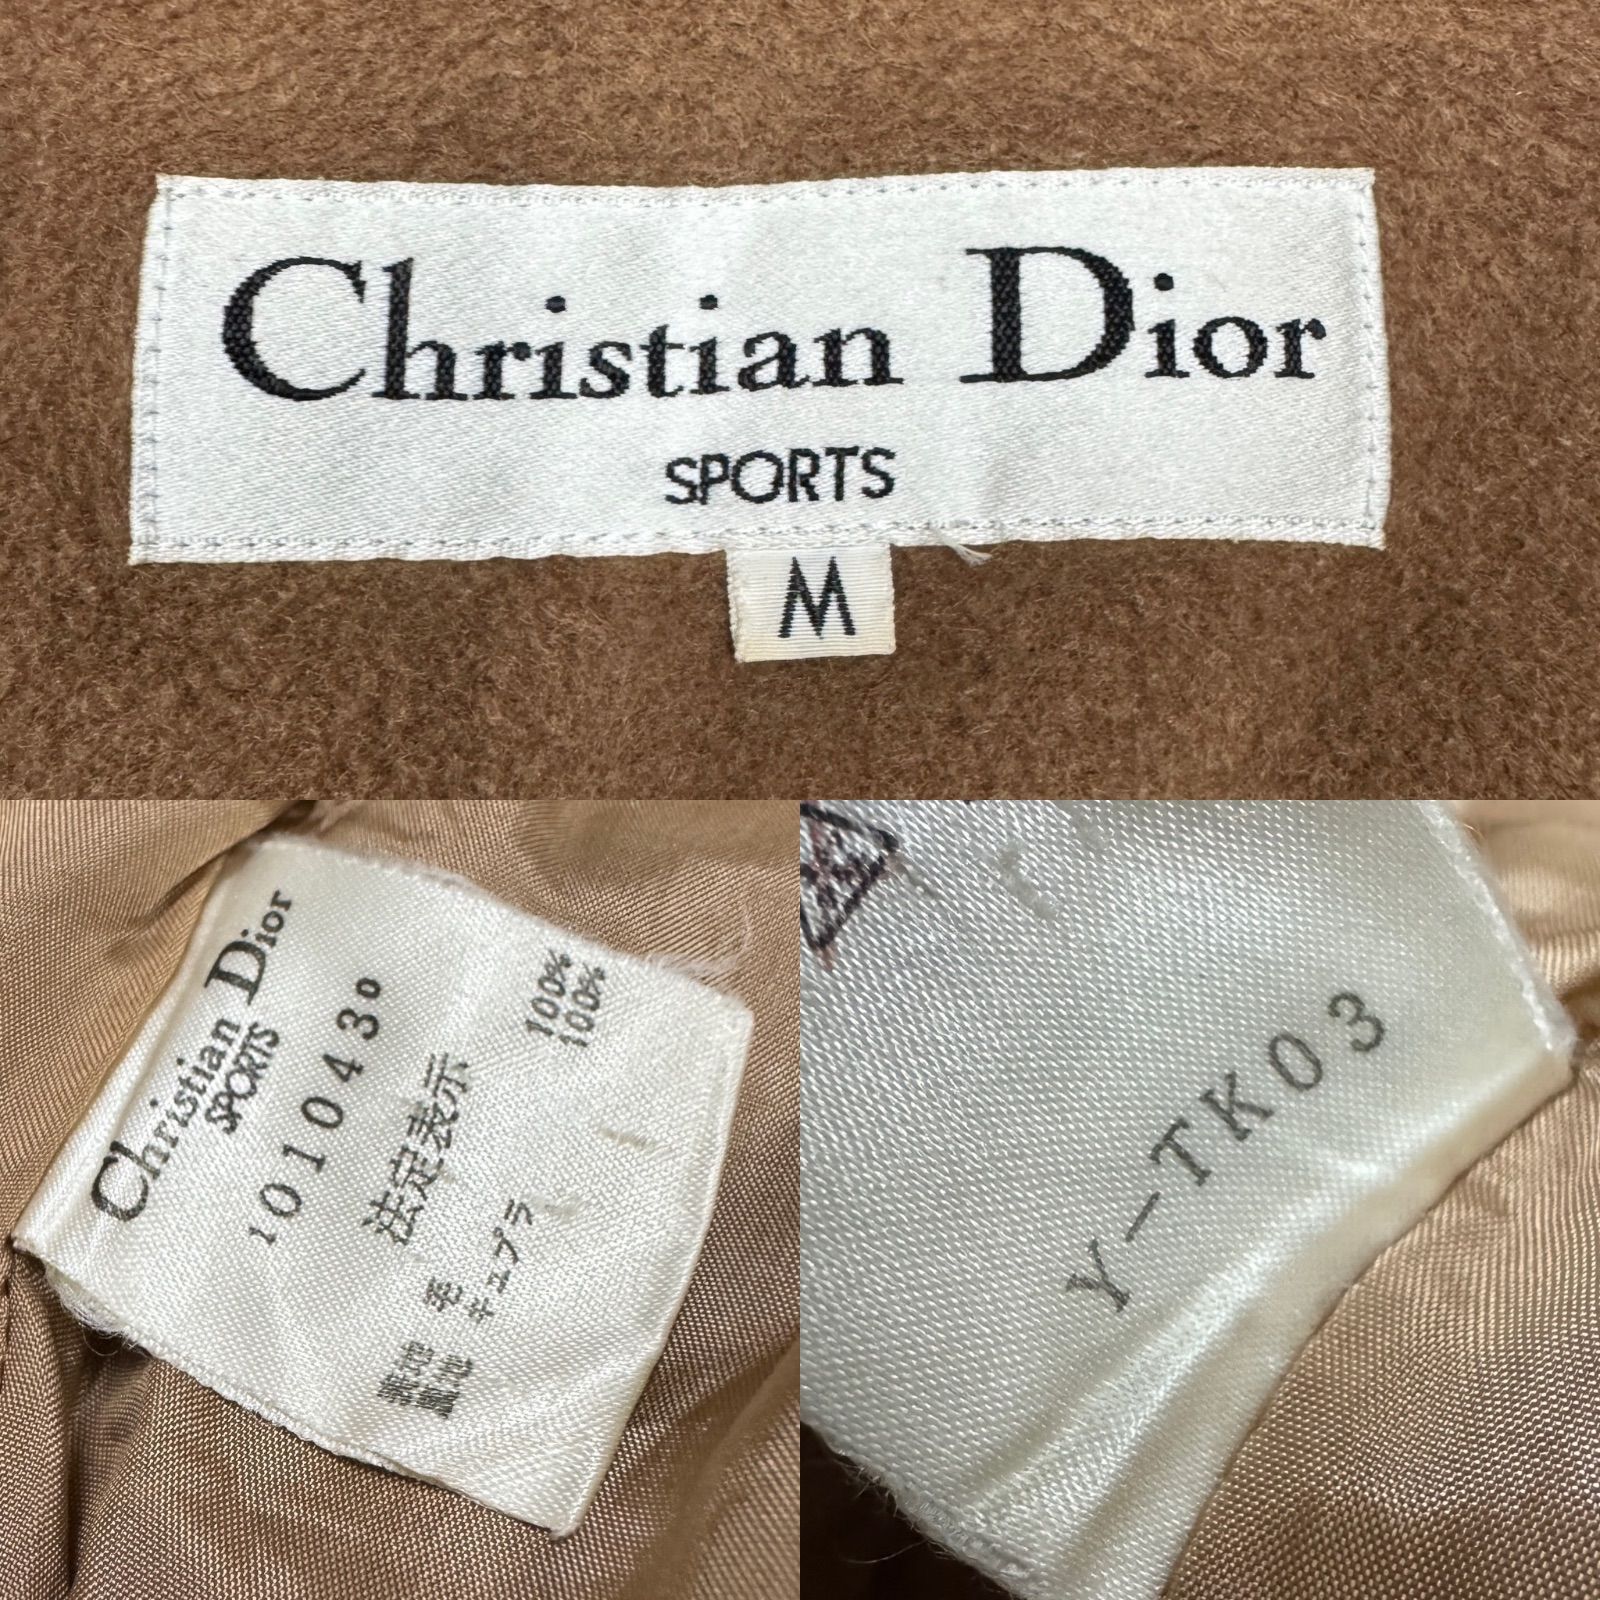 Christian Dior
SPORTS
M
Christian Dior
SPORTS
101043º
法定表示
表地 毛 100%
裏地 キュプラ 100%
Y-TK03